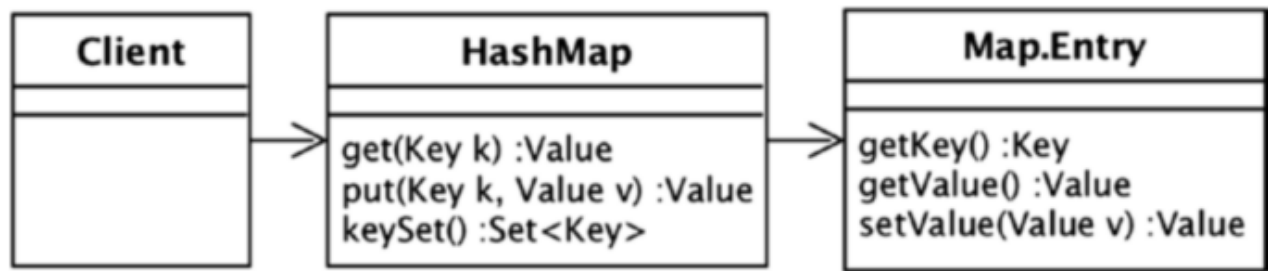 Client
HashMap
get(Key k) :Value
put(Key k, Value v) :Value
keySet() :Set<Key>
Map.Entry
getKey() :Key
getValue() :Value
setValue(Value v) :Value